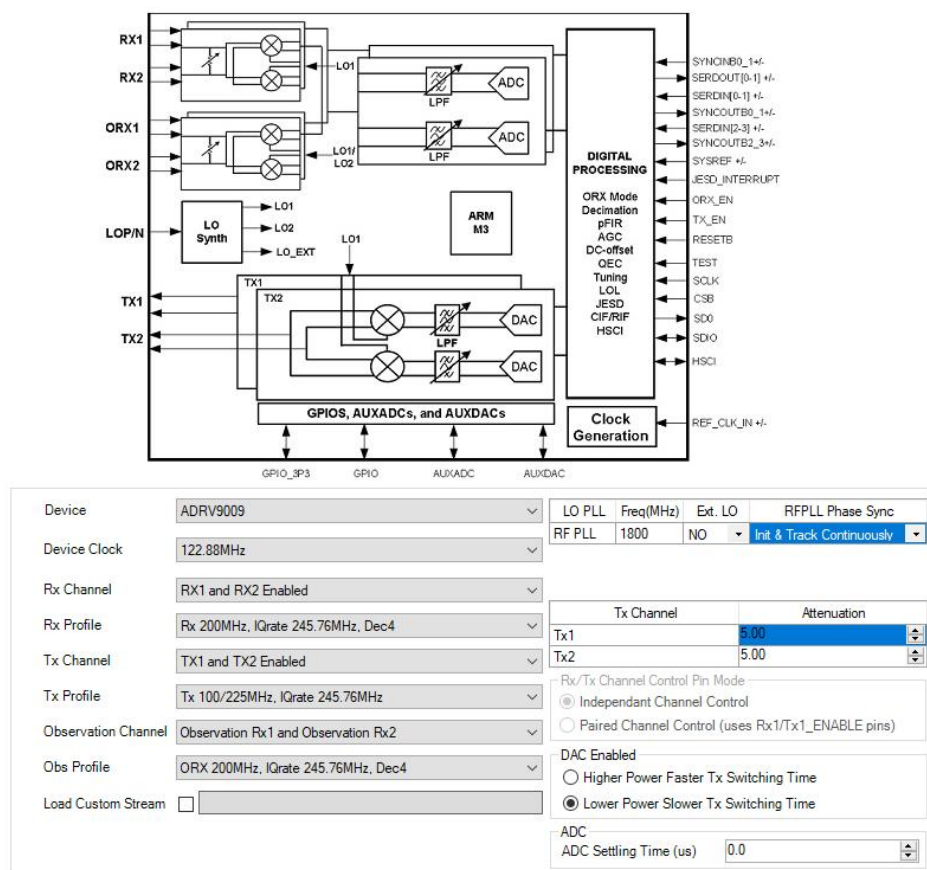 RX1
RX2
ORX1
ORX2
LOP/N
TX1
TX2
LO1
LO1/
LO2
LPF
ADC
LPF
ADC
LO
Synth
LO1
LO2
LO_EXT
ARM
M3
LO1
TX1
TX2
LPF
DAC
DAC
DIGITAL
PROCESSING
ORX Mode
Decimation
pFIR
AGC
DC-offset
QEC
Tuning
LOL
JESD
CIF/RIF
HSCI
SYNCINB0_1+/-
SERDOUT[0-1] +/-
SERDIN[0-1] +/-
SYNCOUTB0_1+/-
SERDIN[2-3] +/-
SYNCOUTB2_3+/-
SYSREF +/-
JESD_INTERRUPT
ORX_EN
TX_EN
RESETB
TEST
SCLK
CSB
SD0
SDIO
HSCI
GPIOS, AUXADCs, and AUXDACs
Clock
Generation
REF_CLK_IN +/-
GPIO_3P3 GPIO AUXADC AUXDAC
Device ADRV9009
Device Clock 122.88MHz
Rx Channel RX1 and RX2 Enabled
Rx Profile Rx 200MHz, IQrate 245.76MHz, Dec4
Tx Channel TX1 and TX2 Enabled
Tx Profile Tx 100/225MHz, IQrate 245.76MHz
Observation Channel Observation Rx1 and Observation Rx2
Obs Profile ORX 200MHz, IQrate 245.76MHz, Dec4
Load Custom Stream
LO PLL Freq(MHz) Ext. LO RFPLL Phase Sync
RF PLL 1800 NO Init & Track Continuously
Tx Channel Attenuation
Tx1 5.00
Tx2 5.00
Rx/Tx Channel Control Pin Mode
Independant Channel Control
Paired Channel Control (uses Rx1/Tx1_ENABLE pins)
DAC Enabled
Higher Power Faster Tx Switching Time
Lower Power Slower Tx Switching Time
ADC
ADC Settling Time (us) 0.0